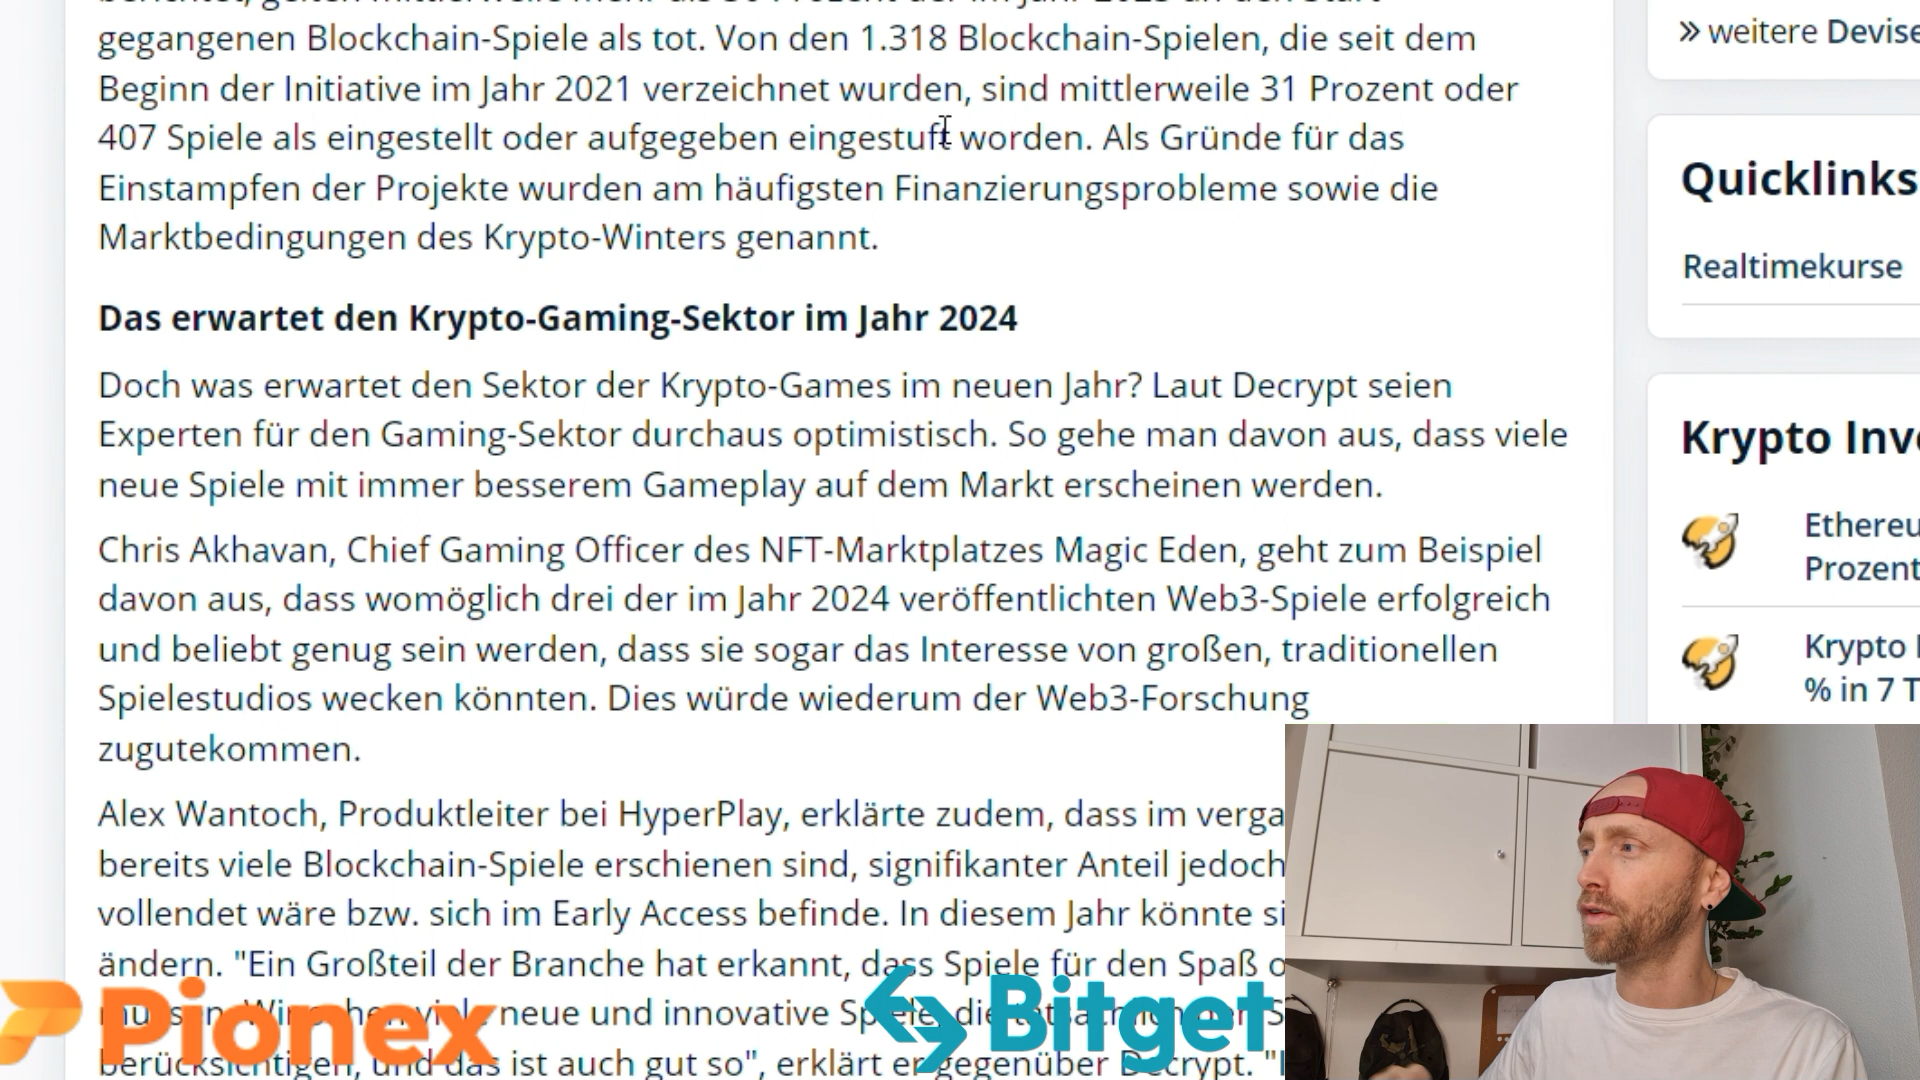 gegangenen Blockchain-Spiele als tot. Von den 1.318 Blockchain-Spielen, die seit dem
Beginn der Initiative im Jahr 2021 verzeichnet wurden, sind mittlerweile 31 Prozent oder
407 Spiele als eingestellt oder aufgegeben eingestuft worden. Als Gründe für das
Einstampfen der Projekte wurden am häufigsten Finanzierungsprobleme sowie die
Marktbedingungen des Krypto-Winters genannt.
Das erwartet den Krypto-Gaming-Sektor im Jahr 2024
Doch was erwartet den Sektor der Krypto-Games im neuen Jahr? Laut Decrypt seien
Experten für den Gaming-Sektor durchaus optimistisch. So gehe man davon aus, dass viele
neue Spiele mit immer besserem Gameplay auf dem Markt erscheinen werden.
Chris Akhavan, Chief Gaming Officer des NFT-Marktplatzes Magic Eden, geht zum Beispiel
davon aus, dass womöglich drei der im Jahr 2024 veröffentlichten Web3-Spiele erfolgreich
und beliebt genug sein werden, dass sie sogar das Interesse von großen, traditionellen
Spielestudios wecken könnten. Dies würde wiederum der Web3-Forschung
zugutekommen.
Alex Wantoch, Produktleiter bei HyperPlay, erklärte zudem, dass im verga
bereits viele Blockchain-Spiele erschienen sind, signifikanter Anteil jedoch
vollendet wäre bzw. sich im Early Access befinde. In diesem Jahr könnte si
ändern. "Ein Großteil der Branche hat erkannt, dass Spiele für den Spaß
neue und innovative
berücksichtigen, und das ist auch gut so", erklärt er gegenüber Decrypt.
Pionex
Bitget
» weitere Devise
Quicklinks
Realtimekurse
Krypto Inv
Ethereu
Prozent
Krypto
% in 7 T